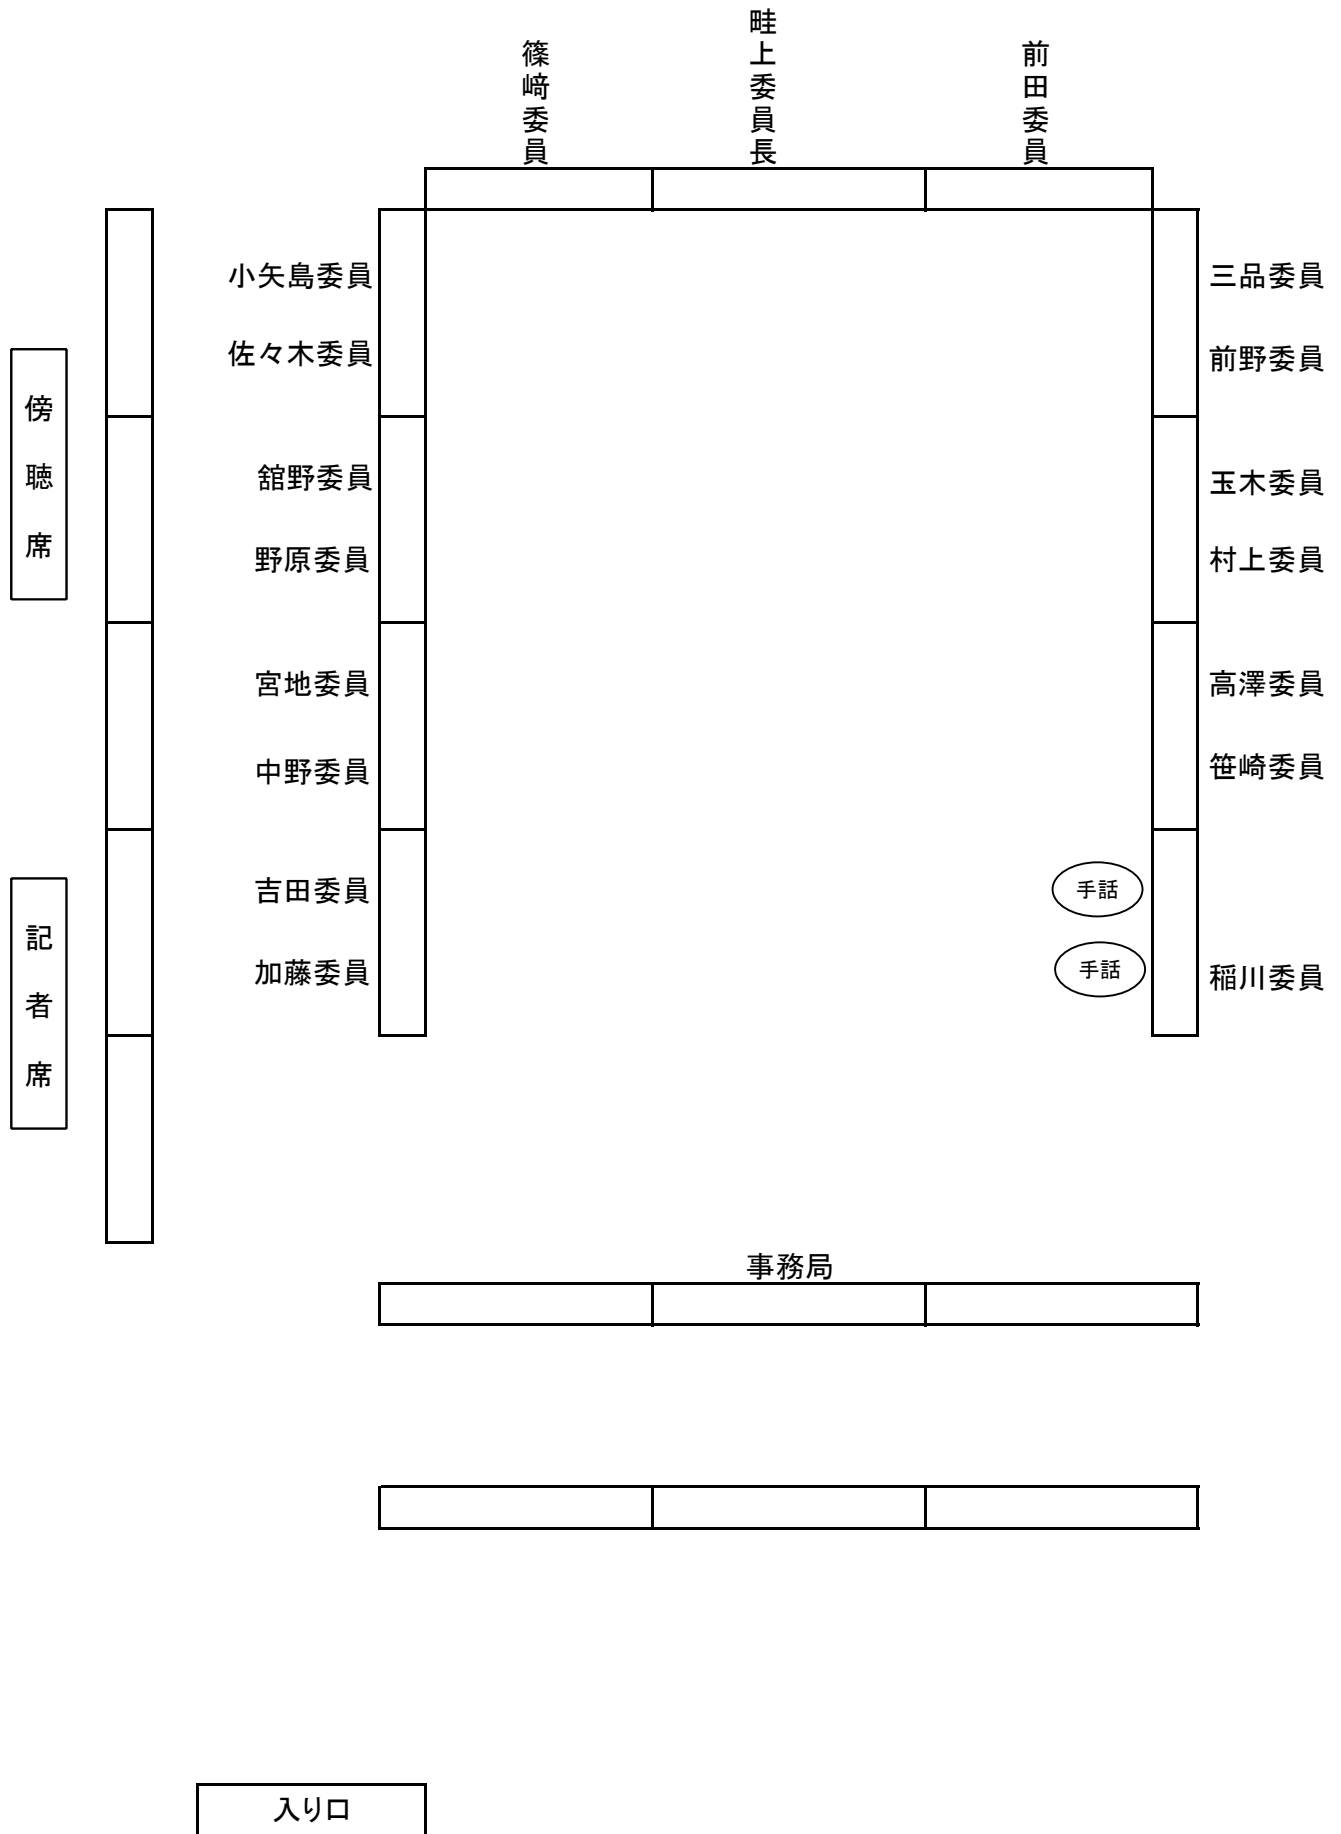 篠﨑委員
畦上委員長
前田委員
小矢島委員
三品委員
佐々木委員
前野委員
傍聴席
舘野委員
玉木委員
野原委員
村上委員
宮地委員
高澤委員
中野委員
笹崎委員
吉田委員
手話
記者席
加藤委員
手話
稲川委員
事務局
入り口